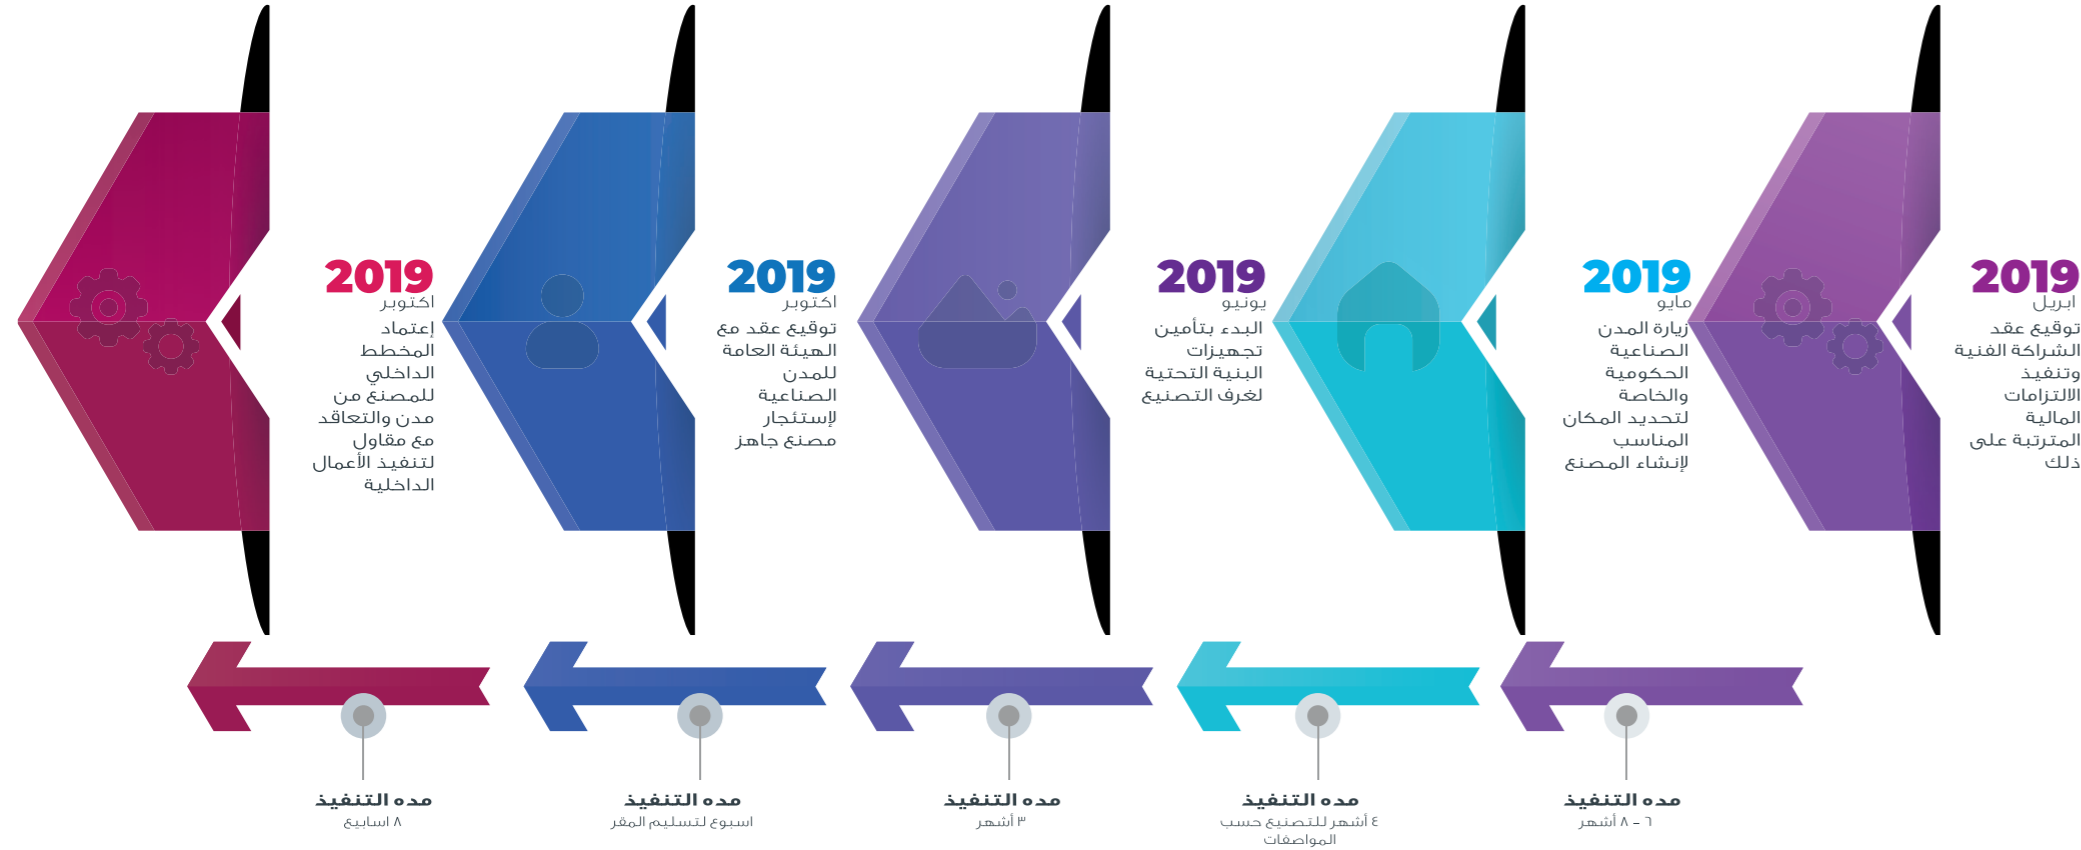 2019
ابريل
توقيع عقد
الشراكة الفنية
وتنفيذ
الالتزامات
المالية
المترتبة على
ذلك
2019
مايو
زيارة المدن
الصناعية
الحكومية
والخاصة
لتحديد المكان
المناسب
لإنشاء المصنع
2019
يونيو
البدء بتأمين
تجهيزات
البنية التحتية
لغرف التصنيع
2019
اكتوبر
توقيع عقد مع
الهيئة العامة
للمدن
الصناعية
لإستئجار
مصنع جاهز
2019
اكتوبر
إعتماد
المخطط
الداخلي
للمصنع من
مدن والتعاقد
مع مقاول
لتنفيذ الأعمال
الداخلية
مده التنفيذ
٦ - ٨ أشهر
مده التنفيذ
٤ أشهر للتصنيع حسب
المواصفات
مده التنفيذ
٣ أشهر
مده التنفيذ
اسبوع لتسليم المقر
مده التنفيذ
٨ اسابيع